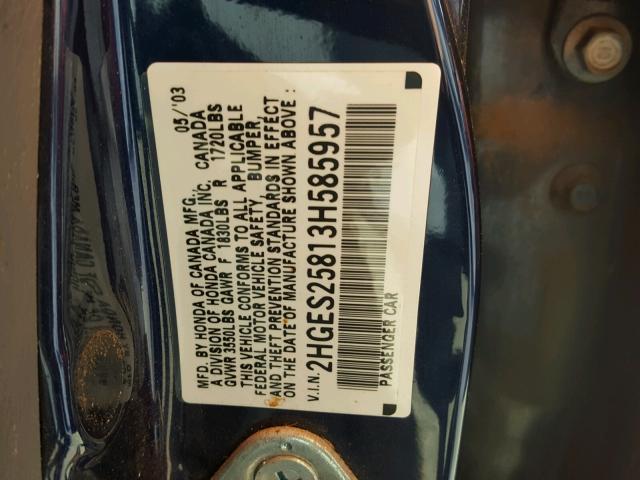 MFD. BY HONDA OF CANADA MFG. 05/'03
A DIVISION OF HONDA CANADA INC, CANADA
GVWR 3550LBS GAWR F 1830LBS R 1720LBS
THIS VEHICLE CONFORMS TO ALL APPLICABLE
FEDERAL MOTOR VEHICLE SAFETY, BUMPER,
AND THEFT PREVENTION STANDARDS IN EFFECT
ON THE DATE OF MANUFACTURE SHOWN ABOVE :
V.I.N. 2HGES25813H585957
PASSENGER CAR